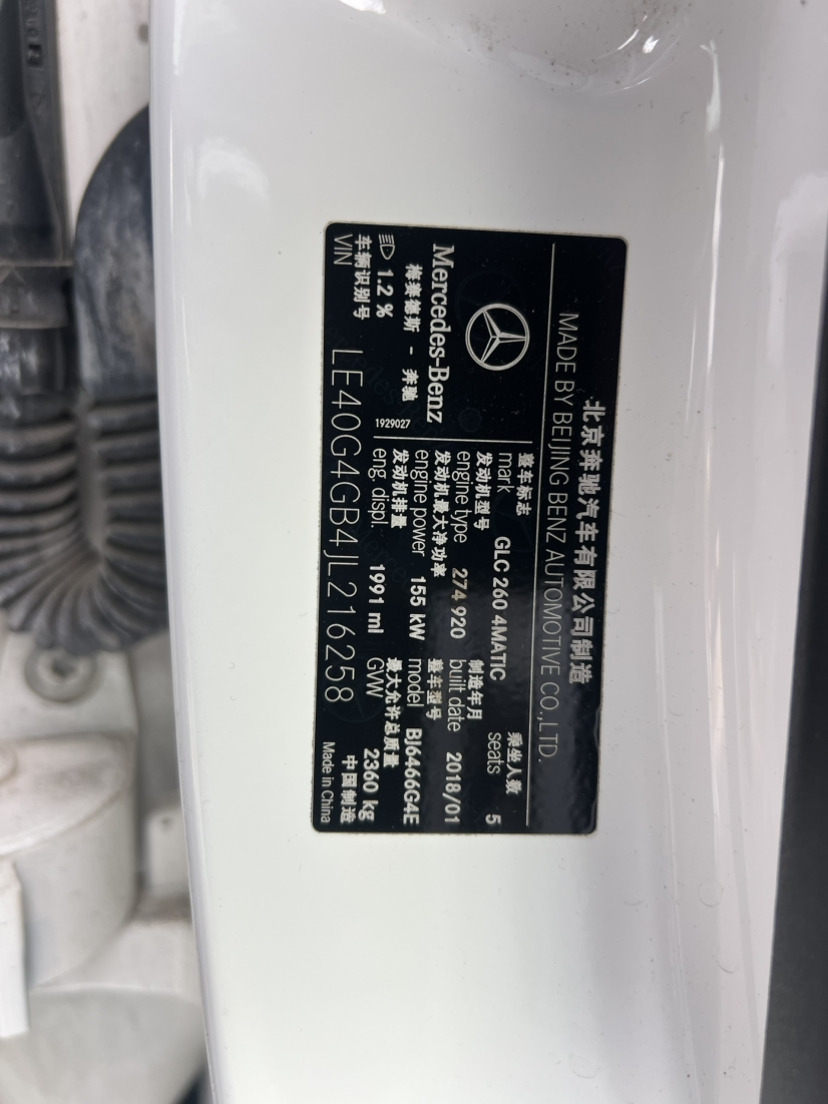 北京奔驰汽车有限公司制造
MADE BY BEIJING BENZ AUTOMOTIVE CO.,LTD.
整车标志 mark GLC 260 4MATIC
乘坐人数 seats 5
发动机型号 engine type 274 920
制造年月 built date 2018/01
Mercedes-Benz
发动机最大净功率 engine power 155 kW
整车型号 model BJ6466G4E
梅赛德斯 - 奔驰
1929027
发动机排量 eng. displ. 1991 ml
最大允许总质量 GVW 2360 kg
1.2 %
车辆识别号 VIN LE40G4GB4JL216258
中国制造
Made in China